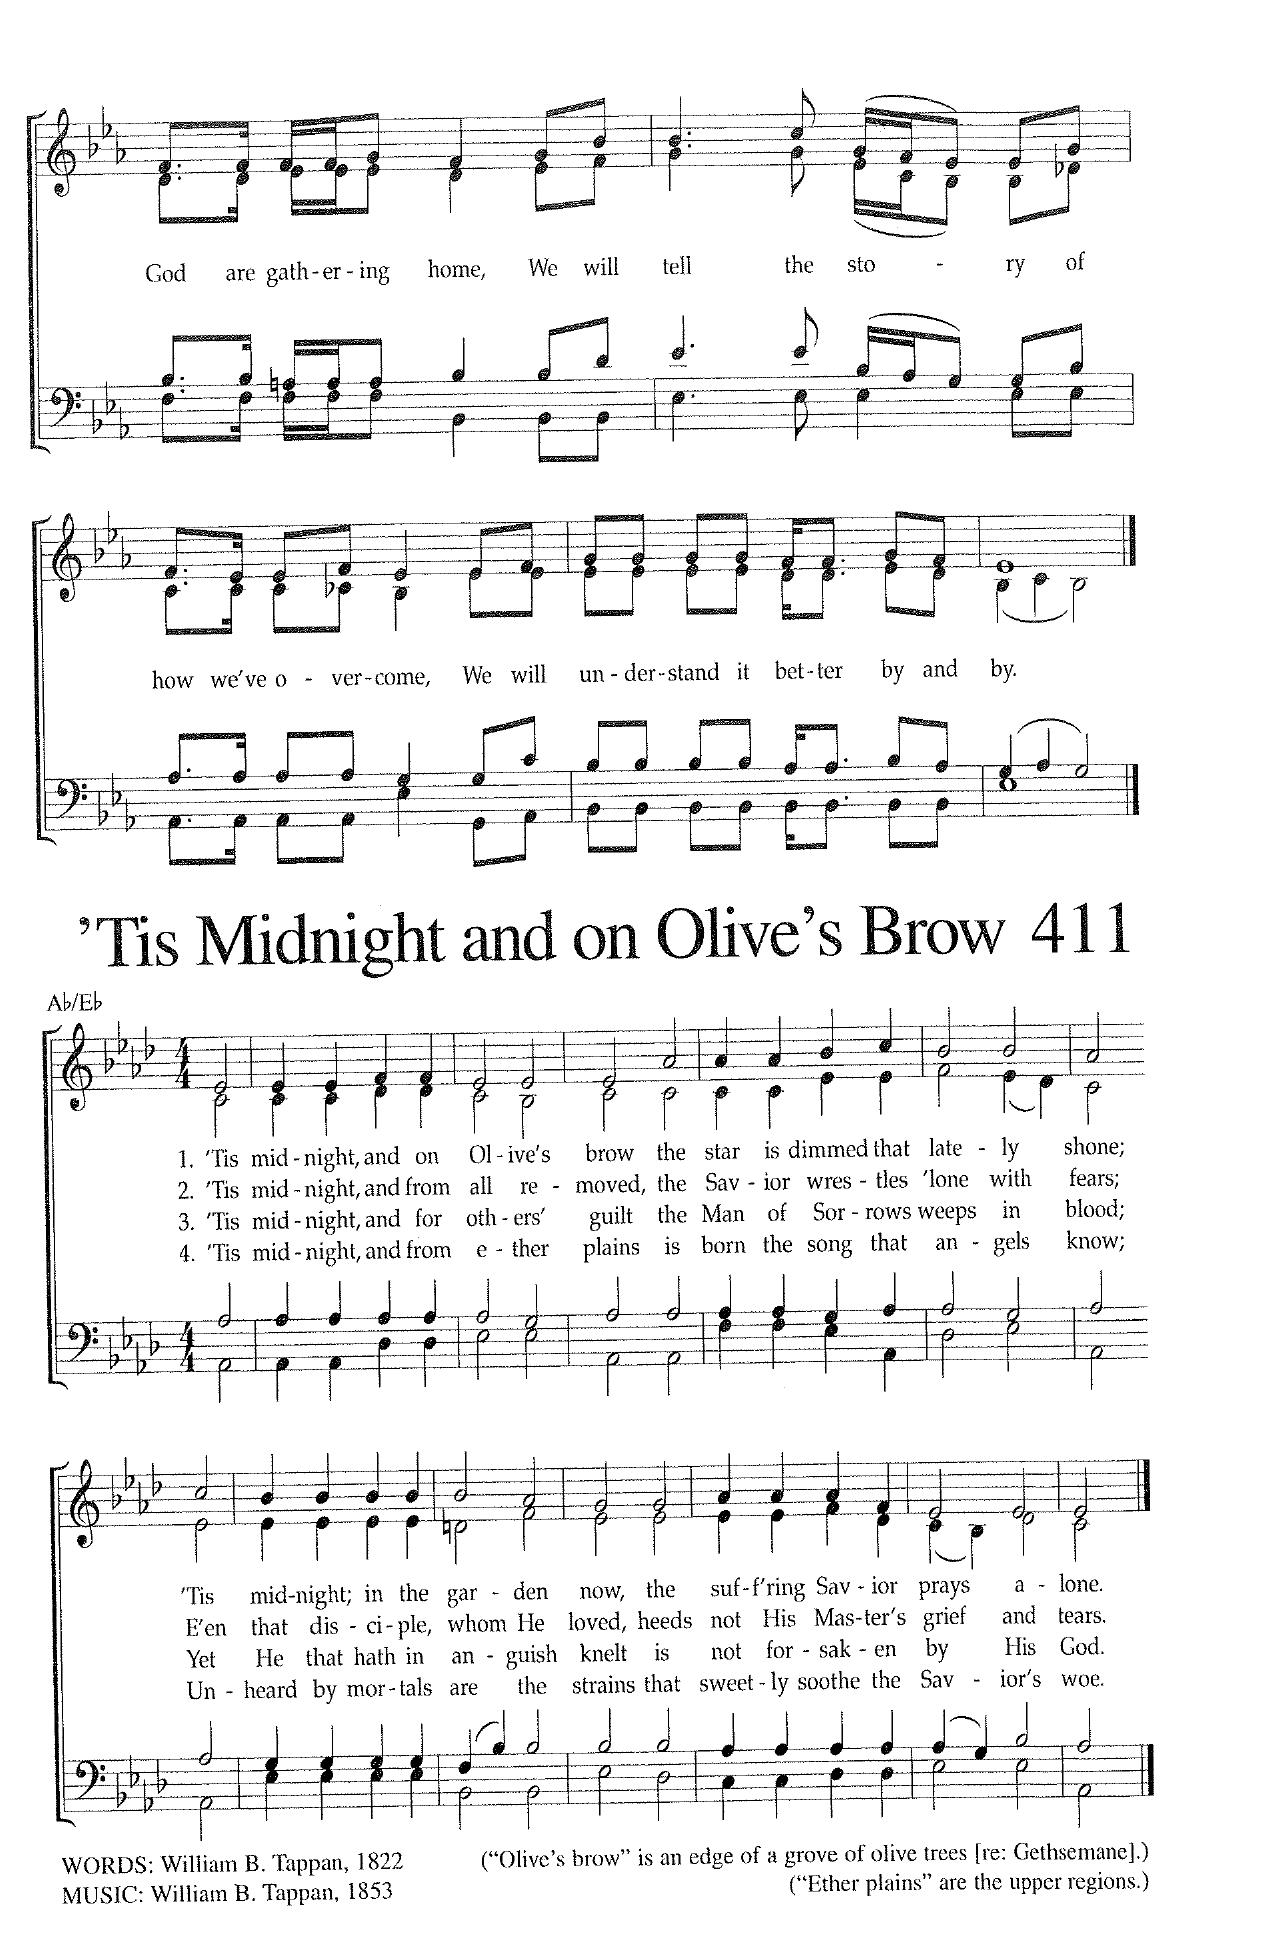 God are gath-er-ing home, We will tell the sto - ry of
how we've o - ver-come, We will un-der-stand it bet-ter by and by.
'Tis Midnight and on Olive's Brow 411
A♭/E♭
4
4
1. 'Tis mid-night, and on Ol-ive's brow the star is dimmed that late - ly shone;
2. 'Tis mid-night, and from all re - moved, the Sav - ior wres - tles 'lone with fears;
3. 'Tis mid-night, and for oth - ers' guilt the Man of Sor - rows weeps in blood;
4. 'Tis mid-night, and from e - ther plains is born the song that an - gels know;
4
4
'Tis mid-night; in the gar - den now, the suf-f'ring Sav - ior prays a - lone.
E'en that dis - ci - ple, whom He loved, heeds not His Mas-ter's grief and tears.
Yet He that hath in an - guish knelt is not for - sak - en by His God.
Un - heard by mor-tals are the strains that sweet-ly soothe the Sav - ior's woe.
WORDS: William B. Tappan, 1822 ("Olive's brow" is an edge of a grove of olive trees [re: Gethsemane].)
MUSIC: William B. Tappan, 1853 ("Ether plains" are the upper regions.)